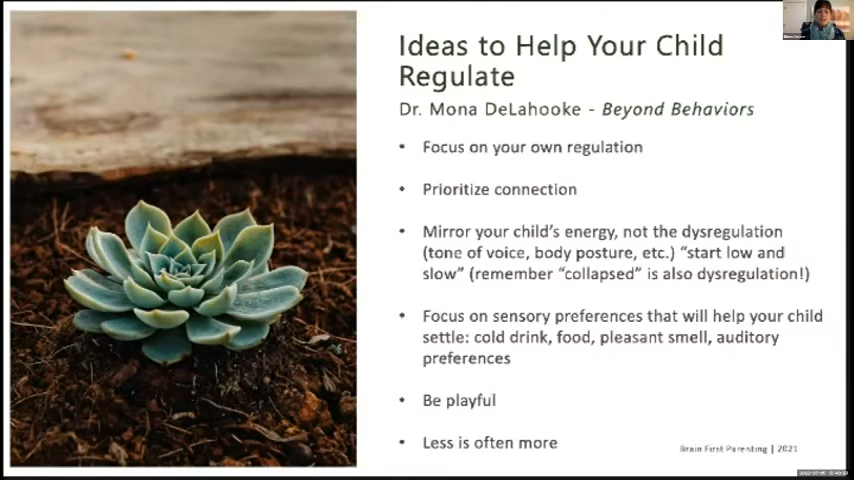 Ideas to Help Your Child
Regulate
Dr. Mona DeLahooke - Beyond Behaviors
• Focus on your own regulation
• Prioritize connection
• Mirror your child's energy, not the dysregulation
(tone of voice, body posture, etc.) "start low and
slow" (remember "collapsed" is also dysregulation!)
• Focus on sensory preferences that will help your child
settle: cold drink, food, pleasant smell, auditory
preferences
• Be playful
• Less is often more
Brain First Parenting | 2021